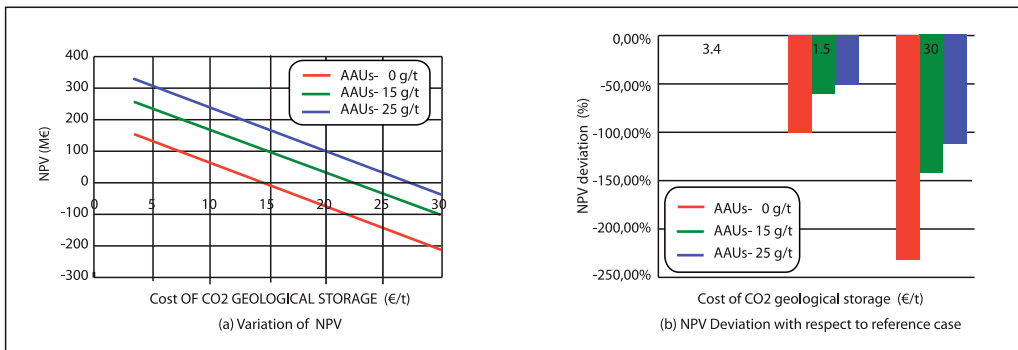 400
300
200
100
0
-100
-200
-300
NPV (M€)
0 5 10 15 20 25 30
AAUs- 0 g/t
AAUs- 15 g/t
AAUs- 25 g/t
Cost OF CO2 GEOLOGICAL STORAGE (€/t)
(a) Variation of NPV
0,00%
-50,00%
-100,00%
-150,00%
-200,00%
-250,00%
NPV deviation (%)
3.4 1.5 30
AAUs- 0 g/t
AAUs- 15 g/t
AAUs- 25 g/t
Cost of CO2 geological storage (€/t)
(b) NPV Deviation with respect to reference case